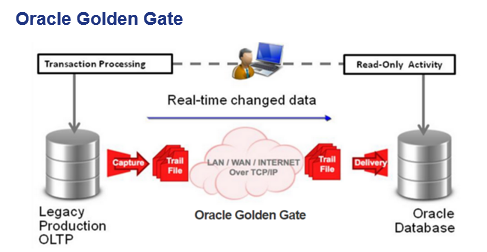 Oracle Golden Gate
Transaction Processing
Read-Only Activity
Real-time changed data
Capture
Trail
File
LAN / WAN / INTERNET
Over TCP/IP
Trail
File
Delivery
Legacy
Production
OLTP
Oracle Golden Gate
Oracle
Database